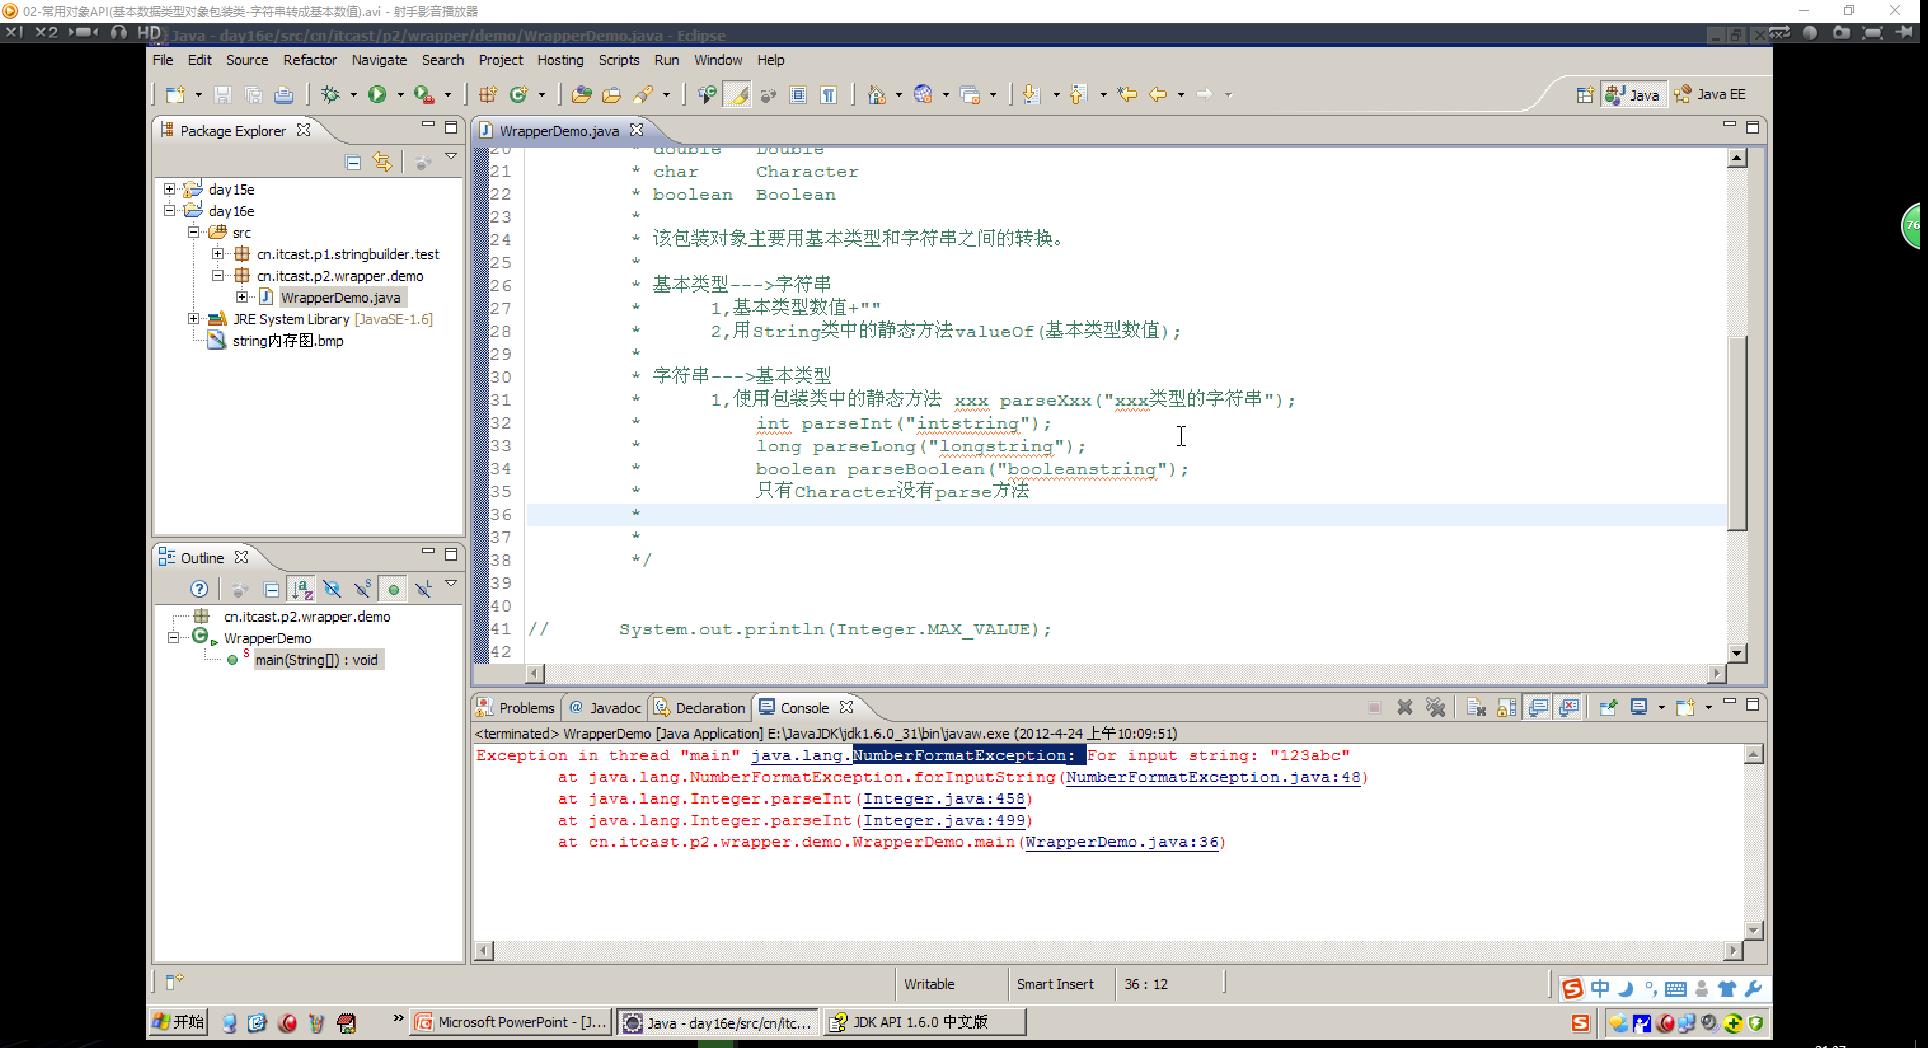 02-常用对象API(基本数据类型对象包装类-字符串转成基本数值).avi - 射手影音播放器
X1 X2 HD Java - day16e/src/cn/itcast/p2/wrapper/demo/WrapperDemo.java - Eclipse
File Edit Source Refactor Navigate Search Project Hosting Scripts Run Window Help
Java Java EE
Package Explorer
WrapperDemo.java
day15e
day16e
src
cn.itcast.p1.stringbuilder.test
cn.itcast.p2.wrapper.demo
WrapperDemo.java
JRE System Library [JavaSE-1.6]
string内存图.bmp
20 * double Double
21 * char Character
22 * boolean Boolean
23 *
24 * 该包装对象主要用基本类型和字符串之间的转换。
25 *
26 * 基本类型--->字符串
27 * 1,基本类型数值+""
28 * 2,用String类中的静态方法valueOf(基本类型数值);
29 *
30 * 字符串--->基本类型
31 * 1,使用包装类中的静态方法 xxx parseXxx("xxx类型的字符串");
32 * int parseInt("intstring");
33 * long parseLong("longstring");
34 * boolean parseBoolean("booleanstring");
35 * 只有Character没有parse方法
36 *
37 *
38 */
39
40
41 // System.out.println(Integer.MAX_VALUE);
42
76
Outline
cn.itcast.p2.wrapper.demo
WrapperDemo
main(String[]) : void
Problems @ Javadoc Declaration Console
<terminated> WrapperDemo [Java Application] E:\JavaJDK\jdk1.6.0_31\bin\javaw.exe (2012-4-24 上午10:09:51)
Exception in thread "main" java.lang.NumberFormatException: For input string: "123abc"
at java.lang.NumberFormatException.forInputString(NumberFormatException.java:48)
at java.lang.Integer.parseInt(Integer.java:458)
at java.lang.Integer.parseInt(Integer.java:499)
at cn.itcast.p2.wrapper.demo.WrapperDemo.main(WrapperDemo.java:36)
Writable Smart Insert 36 : 12
中
开始 » Microsoft PowerPoint - [J... Java - day16e/src/cn/itc... JDK API 1.6.0 中文版